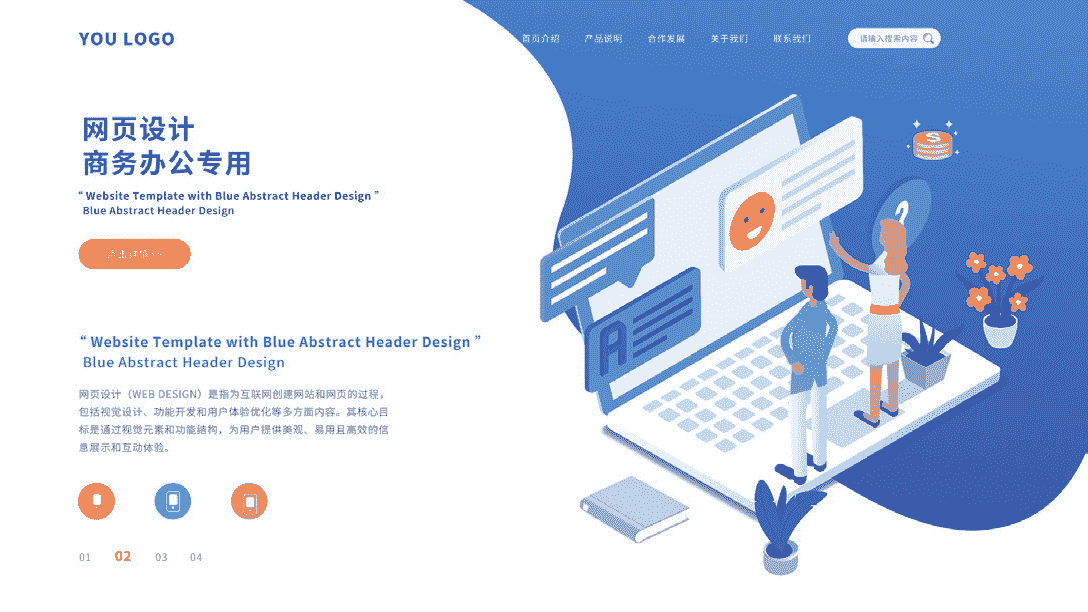 YOU LOGO
首页介绍 产品说明 合作发展 关于我们 联系我们 请输入搜索内容
网页设计
商务办公专用
“ Website Template with Blue Abstract Header Design ”
Blue Abstract Header Design
“ Website Template with Blue Abstract Header Design ”
Blue Abstract Header Design
网页设计（WEB DESIGN）是指为互联网创建网站和网页的过程，
包括视觉设计、功能开发和用户体验优化等多方面内容。其核心目
标是通过视觉元素和功能结构，为用户提供美观、易用且高效的信
息展示和互动体验。
01 02 03 04
S
?
A